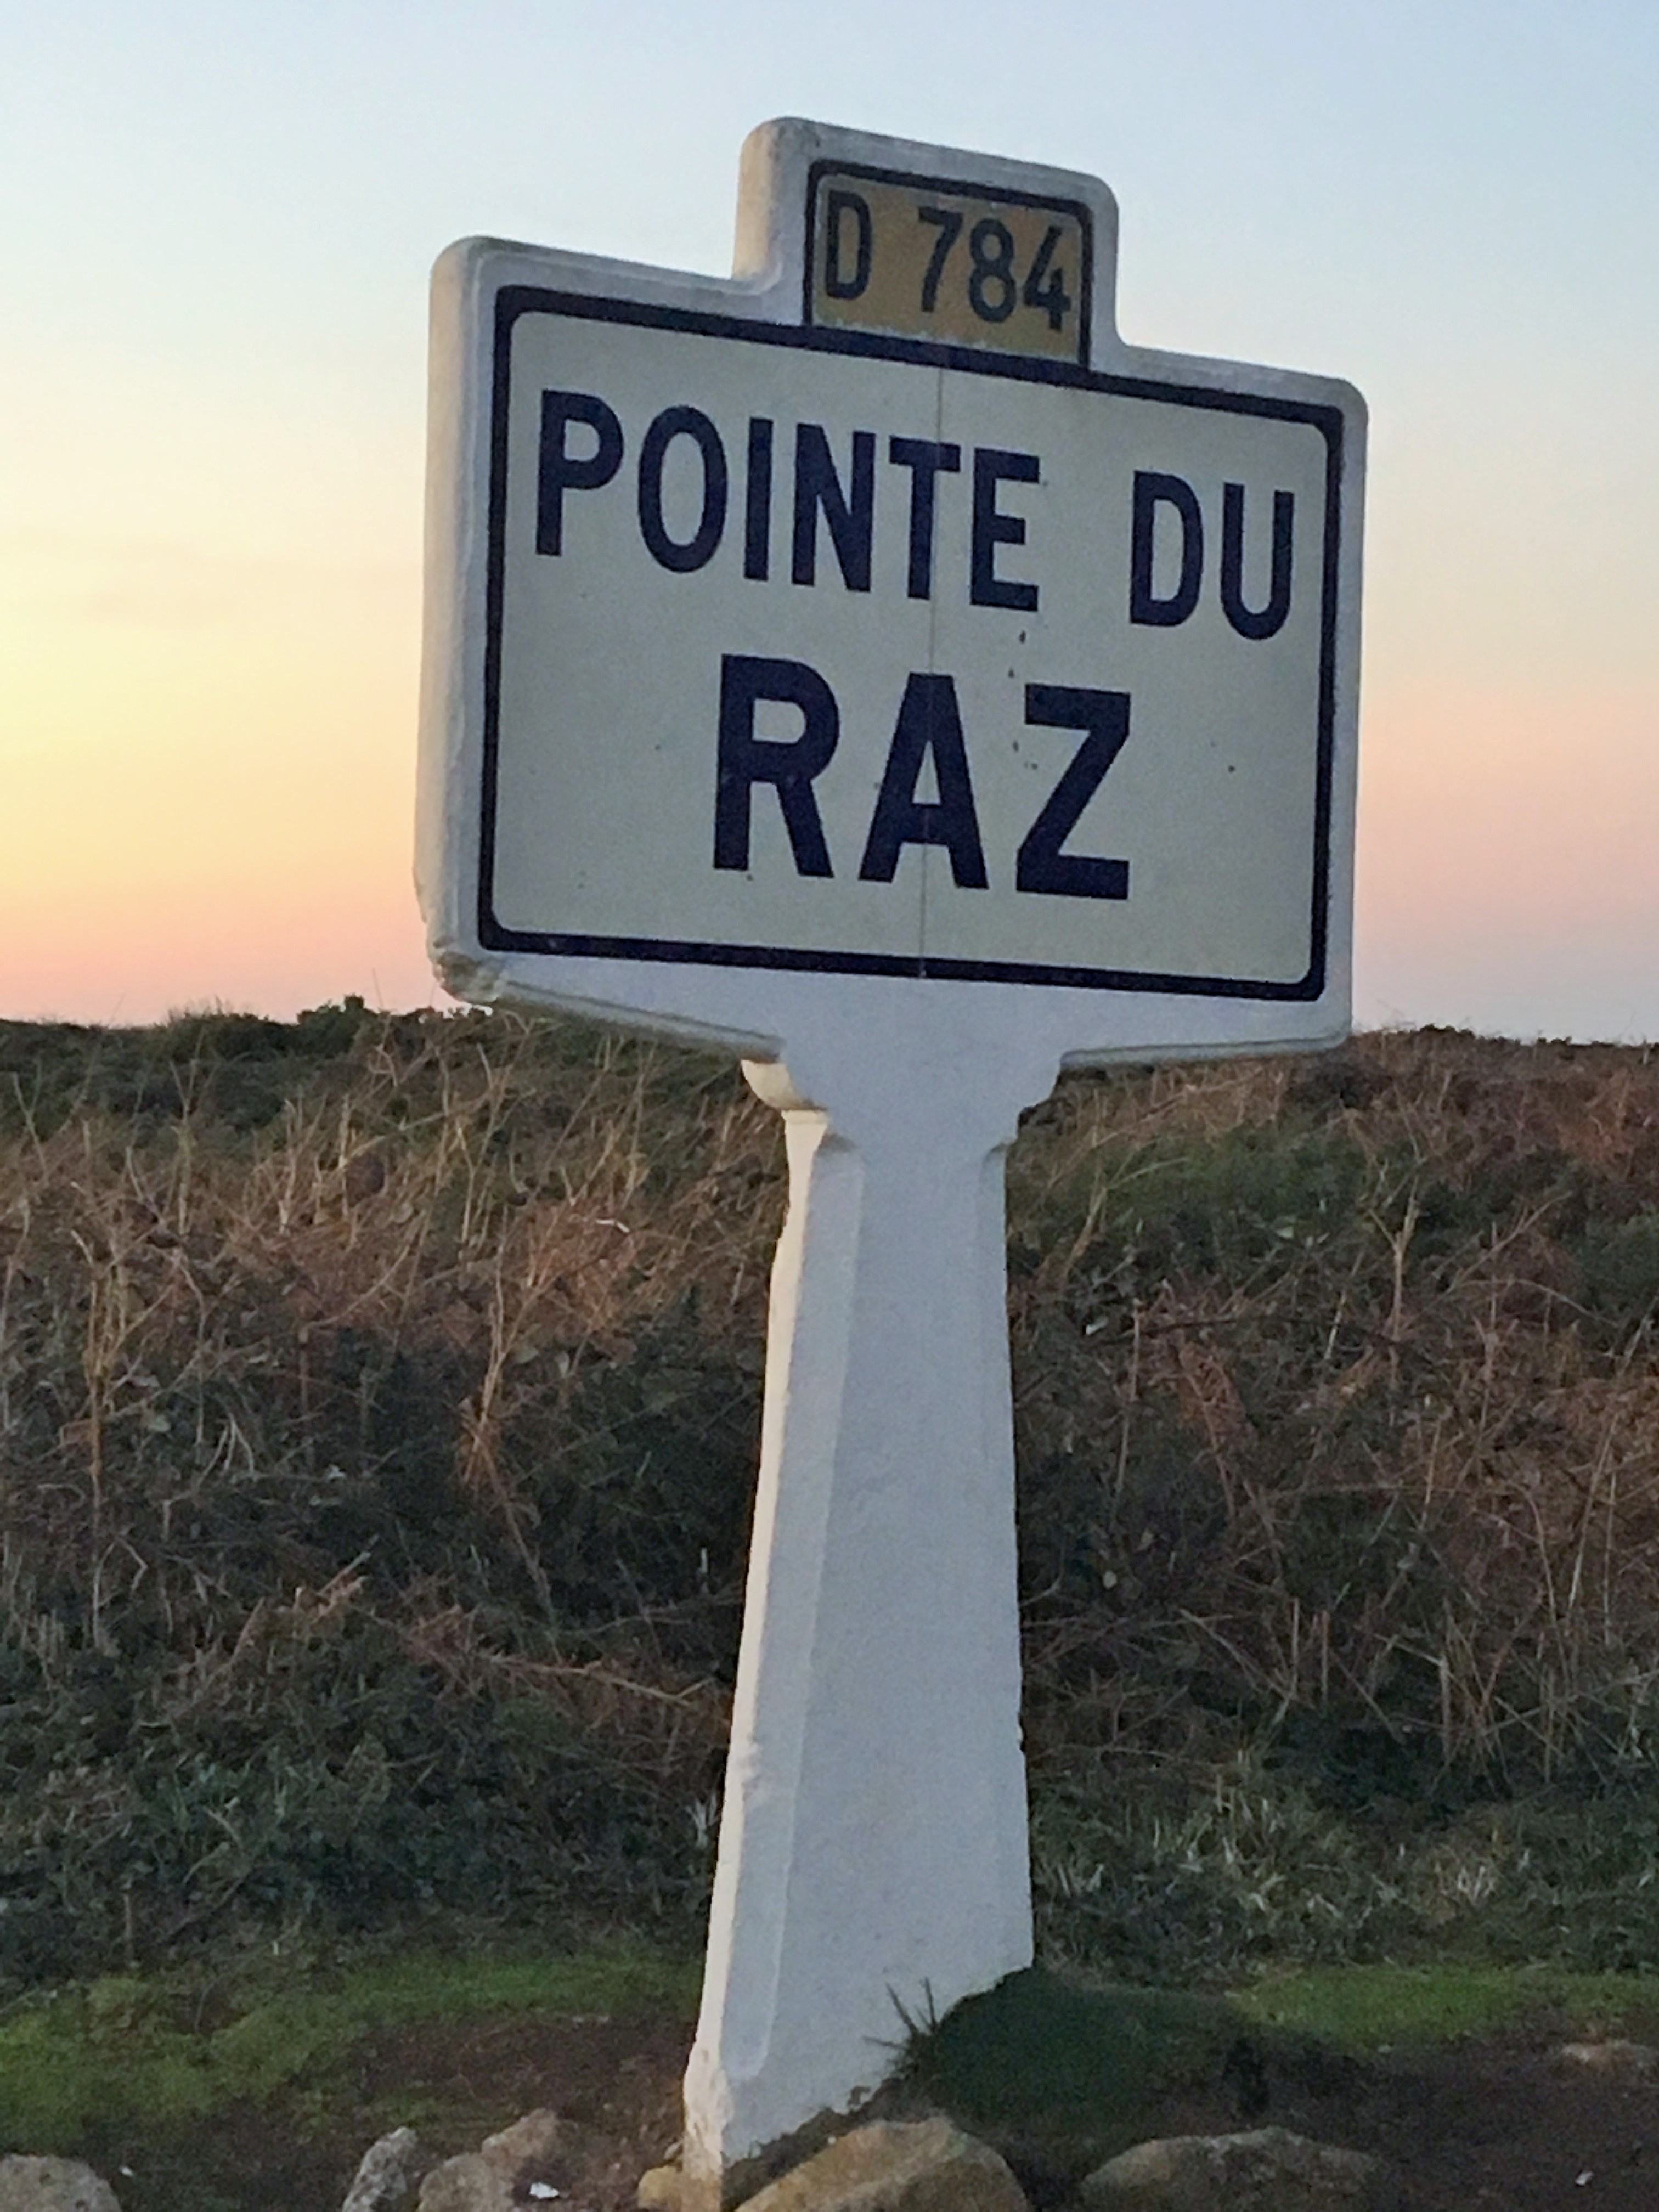 D 784
POINTE DU
RAZ